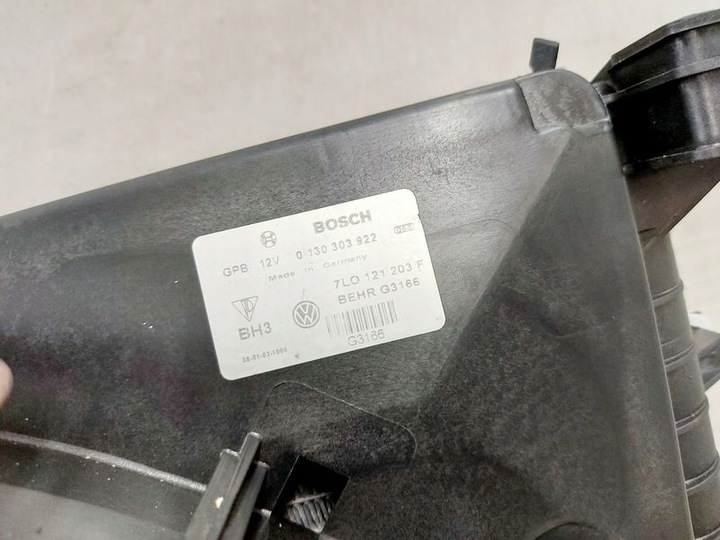 BOSCH
GPB 12V 0 130 303 922
Made in Germany
7L0 121 203 F
BEHR G3166
BH3
G3166